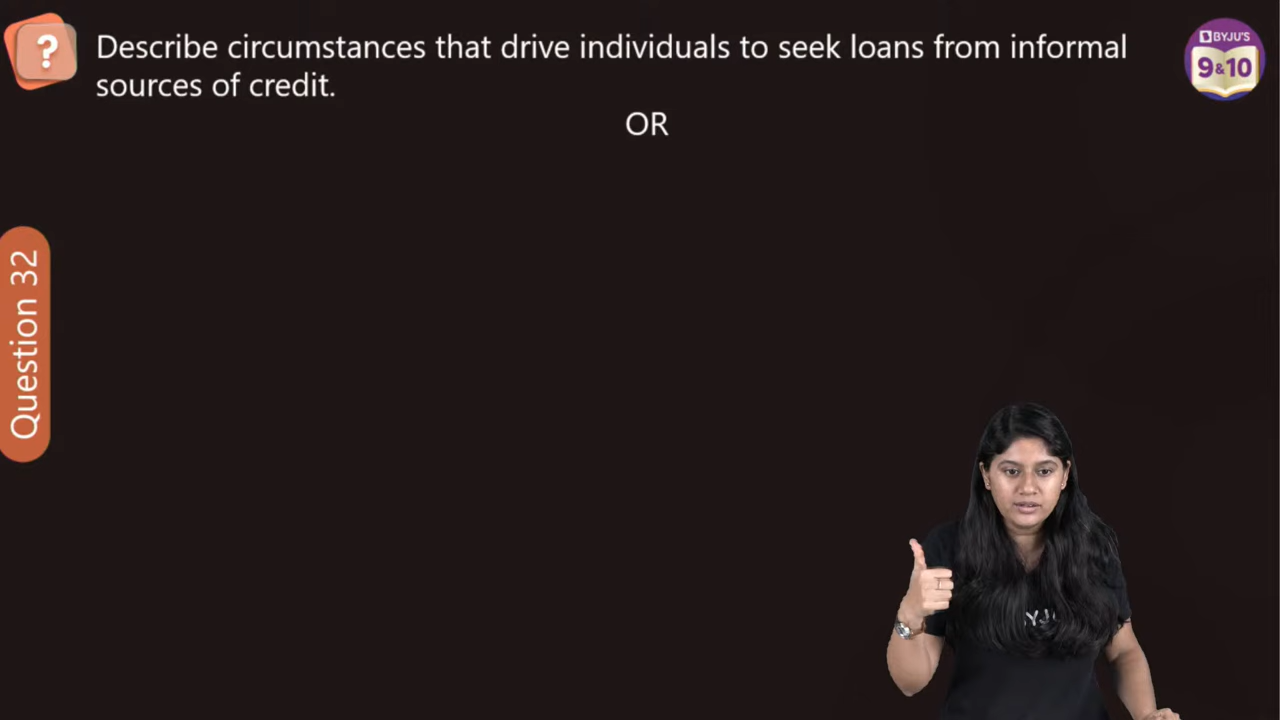 ?
Describe circumstances that drive individuals to seek loans from informal
sources of credit.
OR
BYJU'S
9&10
Question 32